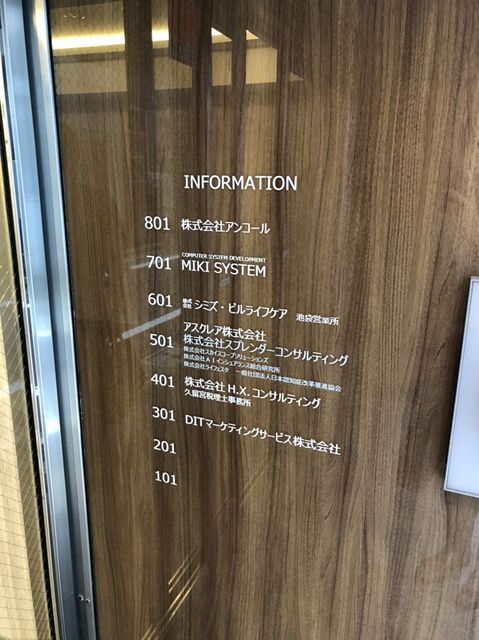 INFORMATION
801 株式会社アンコール
COMPUTER SYSTEM DEVELOPMENT
701 MIKI SYSTEM
601 株式会社 シミズ・ビルライフケア 池袋営業所
アスクレア株式会社
501 株式会社スプレンダーコンサルティング
株式会社スカイスコープソリューションズ
株式会社A1インシュアランス総合研究所
株式会社ライフェスタ 一般社団法人日本認知症改革推進協会
401 株式会社H.X.コンサルティング
久留宮税理士事務所
301 DITマーケティングサービス株式会社
201
101